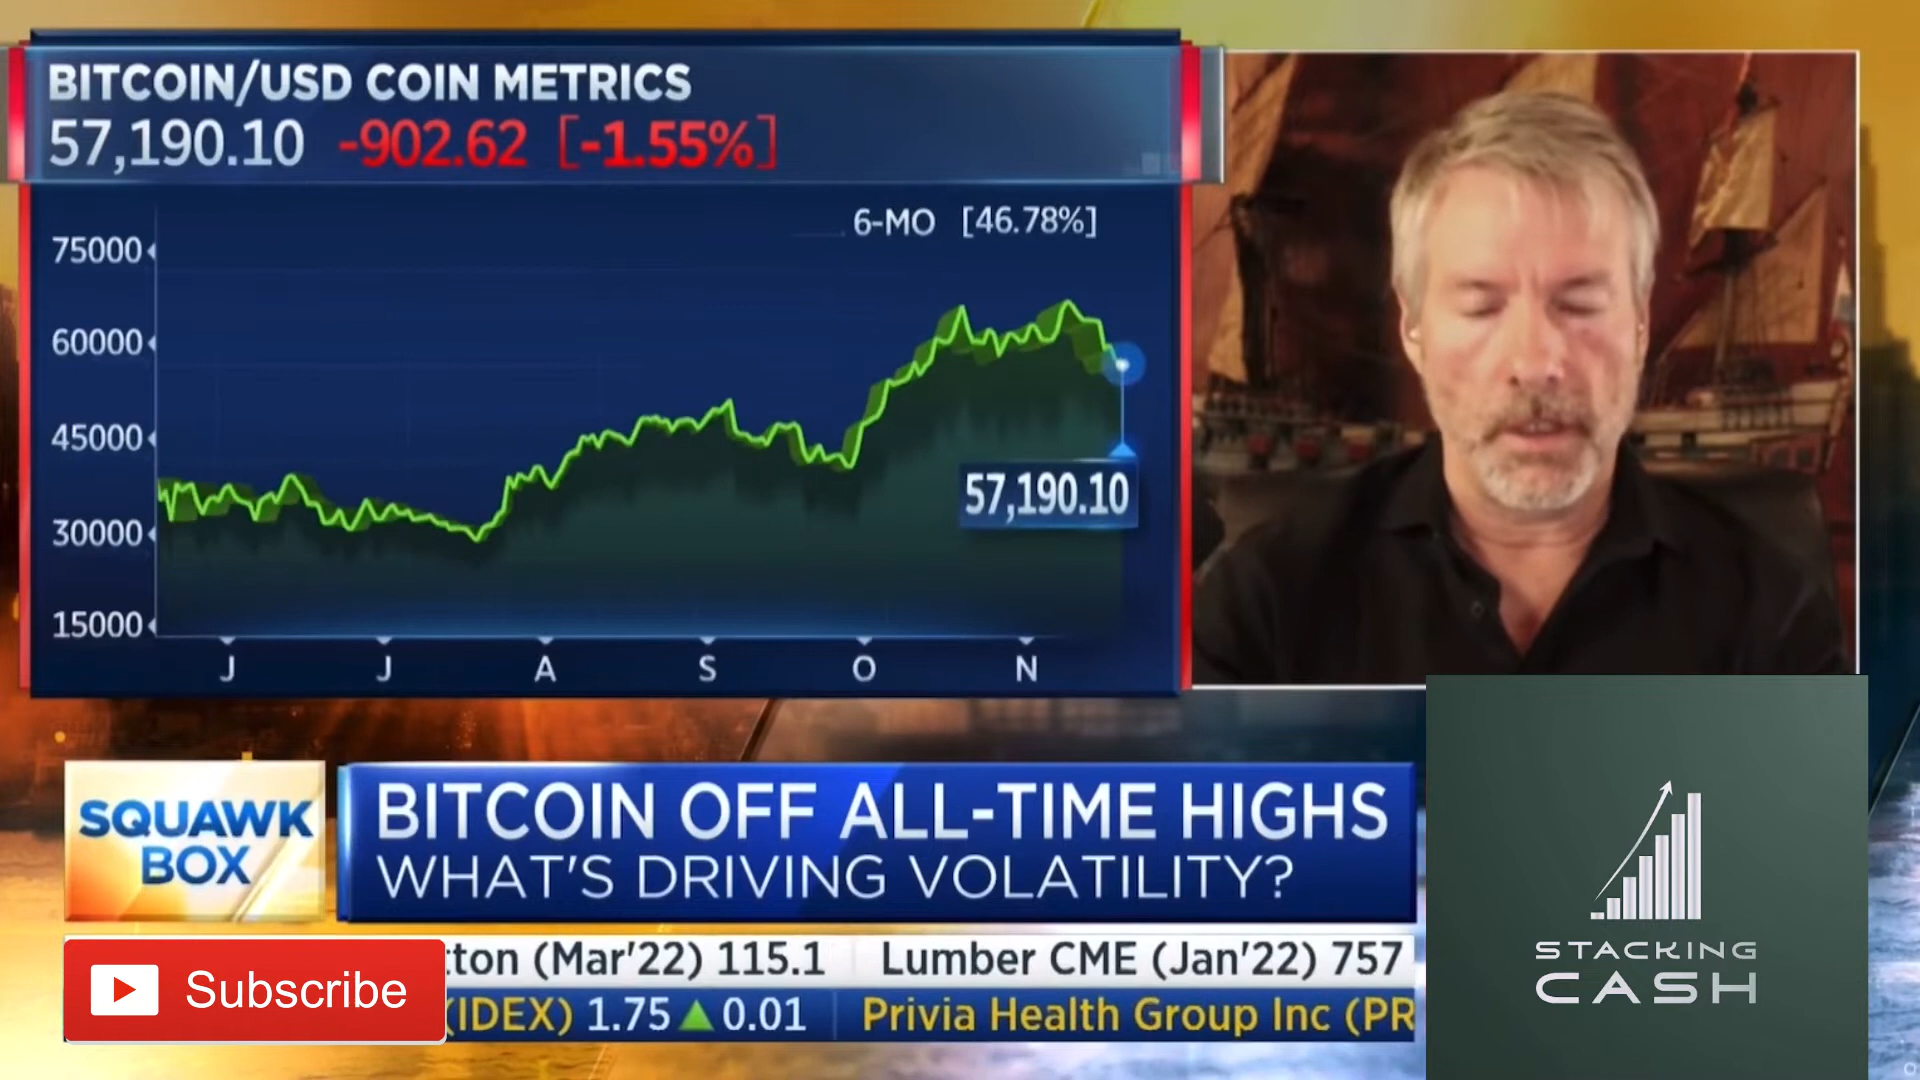 BITCOIN/USD COIN METRICS
57,190.10 -902.62 [-1.55%]
6-MO [46.78%]
75000
60000
45000
30000
15000
57,190.10
J J A S O N
SQUAWK
BOX
BITCOIN OFF ALL-TIME HIGHS
WHAT'S DRIVING VOLATILITY?
Subscribe
tton (Mar'22) 115.1 Lumber CME (Jan'22) 757
(IDEX) 1.75 ▲ 0.01 Privia Health Group Inc (PR
STACKING
CASH